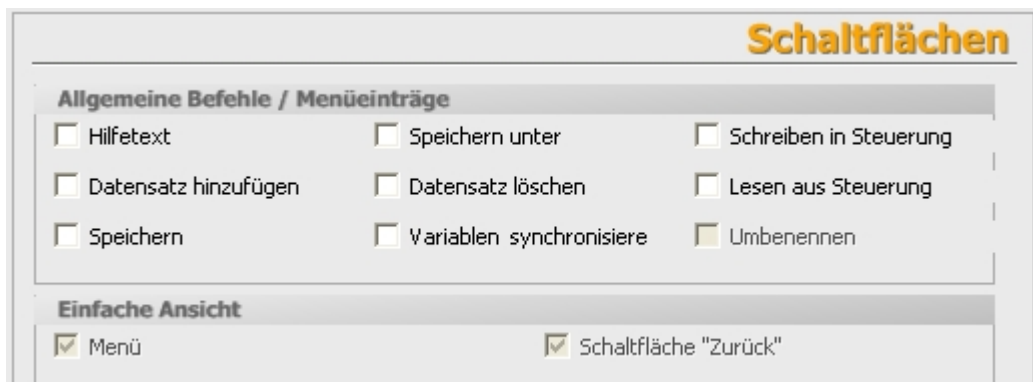 Schaltflächen
Allgemeine Befehle / Menüeinträge
Hilfetext Speichern unter Schreiben in Steuerung
Datensatz hinzufügen Datensatz löschen Lesen aus Steuerung
Speichern Variablen synchronisiere Umbenennen
Einfache Ansicht
Menü Schaltfläche "Zurück"